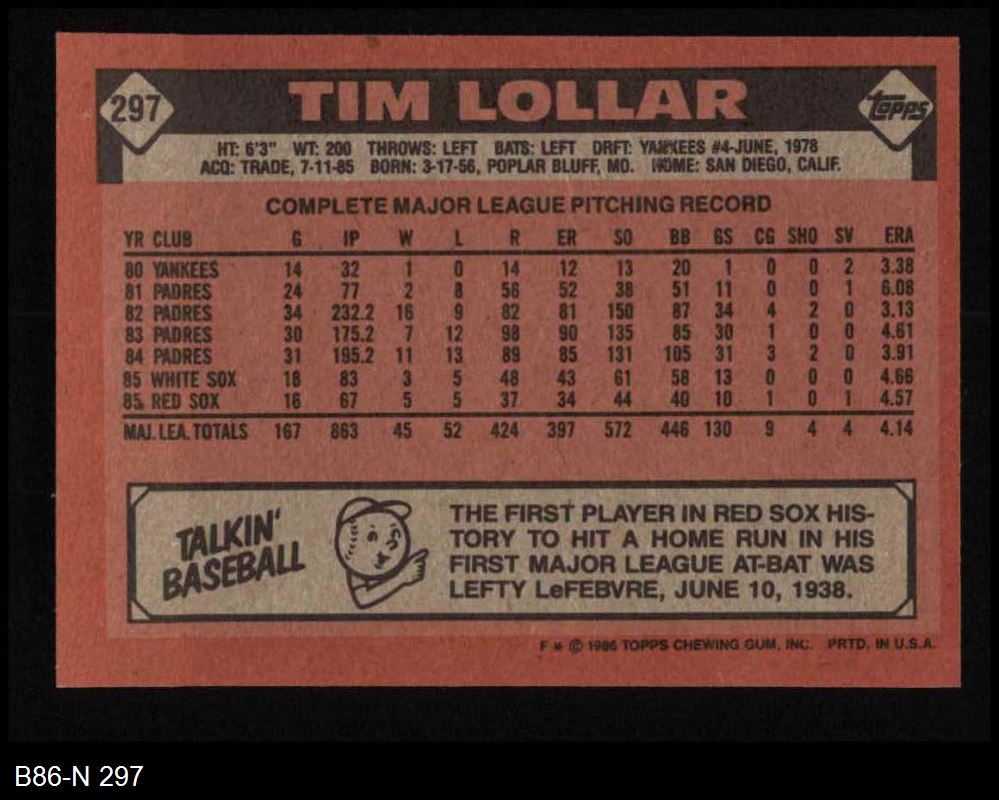 297
TIM LOLLAR
topps
HT: 6'3" WT: 200 THROWS: LEFT BATS: LEFT DRFT: YANKEES #4-JUNE, 1978
ACQ: TRADE, 7-11-85 BORN: 3-17-56, POPLAR BLUFF, MO. HOME: SAN DIEGO, CALIF.
COMPLETE MAJOR LEAGUE PITCHING RECORD
YR CLUB G IP W L R ER SO BB GS CG SHO SV ERA
80 YANKEES 14 32 1 0 14 12 13 20 1 0 0 2 3.38
81 PADRES 24 77 2 8 56 52 38 51 11 0 0 1 6.08
82 PADRES 34 232.2 16 9 82 81 150 87 34 4 2 0 3.13
83 PADRES 30 175.2 7 12 98 90 135 85 30 1 0 0 4.61
84 PADRES 31 195.2 11 13 89 85 131 105 31 3 2 0 3.91
85 WHITE SOX 18 83 3 5 48 43 61 58 13 0 0 0 4.66
85 RED SOX 16 67 5 5 37 34 44 40 10 1 0 1 4.57
MAJ. LEA. TOTALS 167 863 45 52 424 397 572 446 130 9 4 4 4.14
TALKIN'
BASEBALL
THE FIRST PLAYER IN RED SOX HIS-
TORY TO HIT A HOME RUN IN HIS
FIRST MAJOR LEAGUE AT-BAT WAS
LEFTY LeFEBVRE, JUNE 10, 1938.
F * © 1986 TOPPS CHEWING GUM, INC. PRTD. IN U.S.A.
B86-N 297